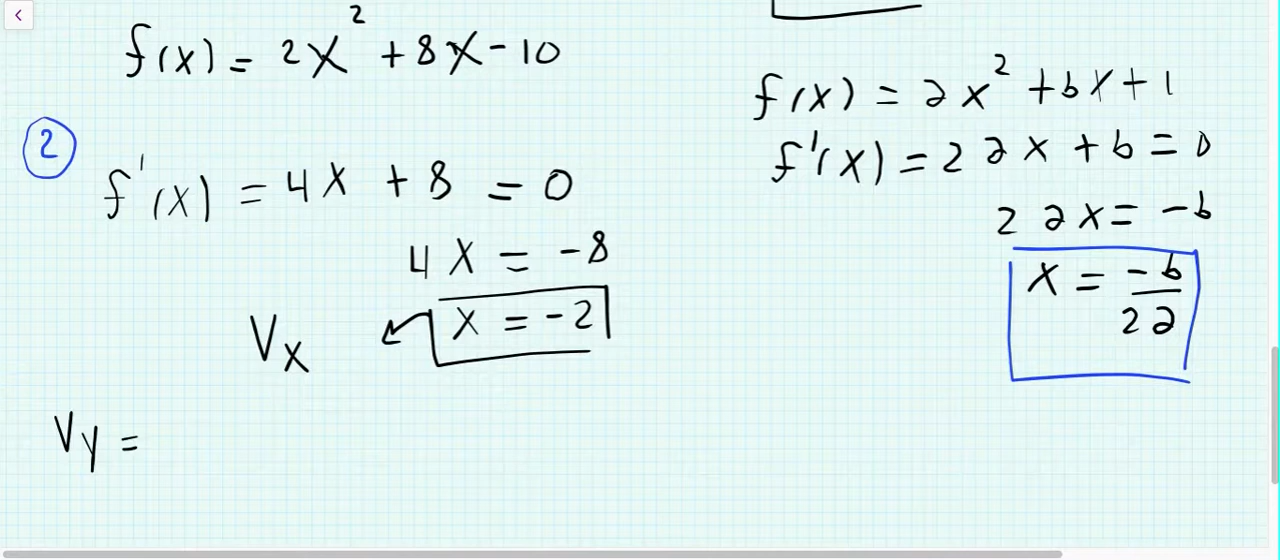 f(x) = 2x² + 8x - 10
2
f'(x) = 4x + 8 = 0
4x = -8
x = -2
Vx
Vy =
f(x) = ax² + bx + 1
f'(x) = 2ax + b = 0
2ax = -b
x = -b
2a